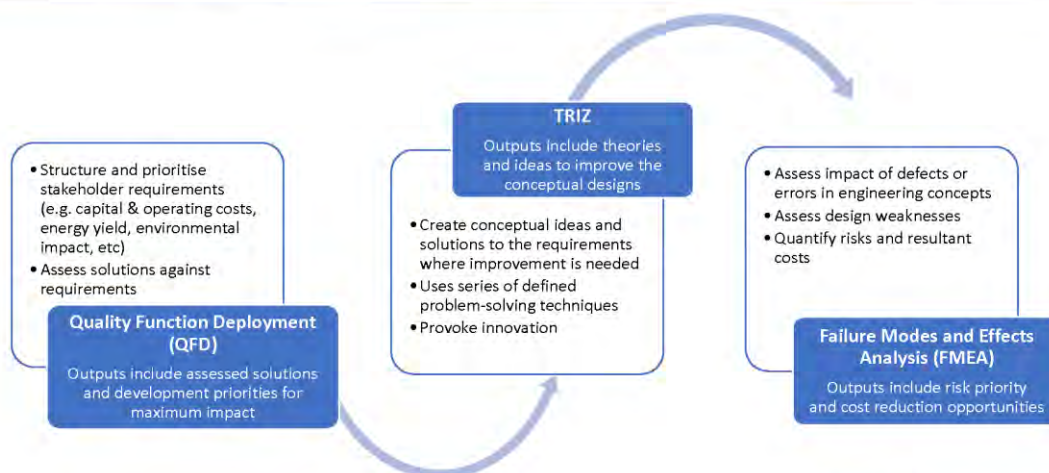 • Structure and prioritise
stakeholder requirements
(e.g. capital & operating costs,
energy yield, environmental
impact, etc)
• Assess solutions against
requirements
Quality Function Deployment
(QFD)
Outputs include assessed solutions
and development priorities for
maximum impact
TRIZ
Outputs include theories
and ideas to improve the
conceptual designs
• Create conceptual ideas and
solutions to the requirements
where improvement is needed
• Uses series of defined
problem-solving techniques
• Provoke innovation
• Assess impact of defects or
errors in engineering concepts
• Assess design weaknesses
• Quantify risks and resultant
costs
Failure Modes and Effects
Analysis (FMEA)
Outputs include risk priority
and cost reduction opportunities